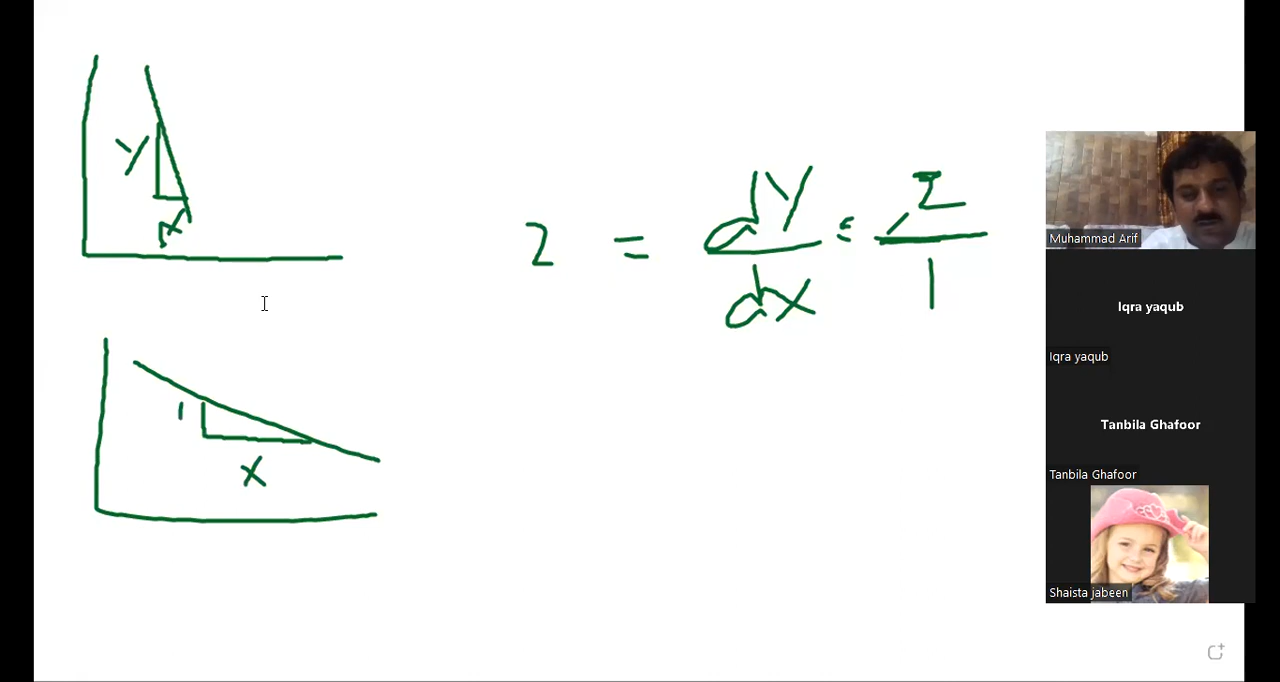 Y
X
2 = dY/dX = 2/1
1
X
Muhammad Arif
Iqra yaqub
Iqra yaqub
Tanbila Ghafoor
Tanbila Ghafoor
Shaista jabeen